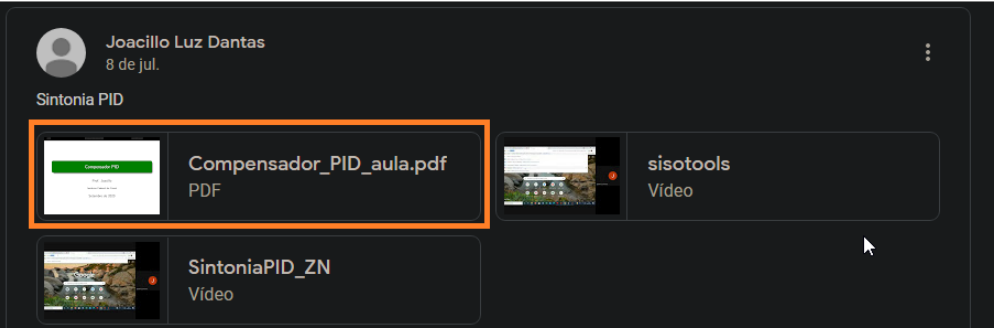 Joacillo Luz Dantas
8 de jul.
Sintonia PID
Compensador PID
Compensador_PID_aula.pdf
PDF
sisotools
Vídeo
SintoniaPID_ZN
Vídeo